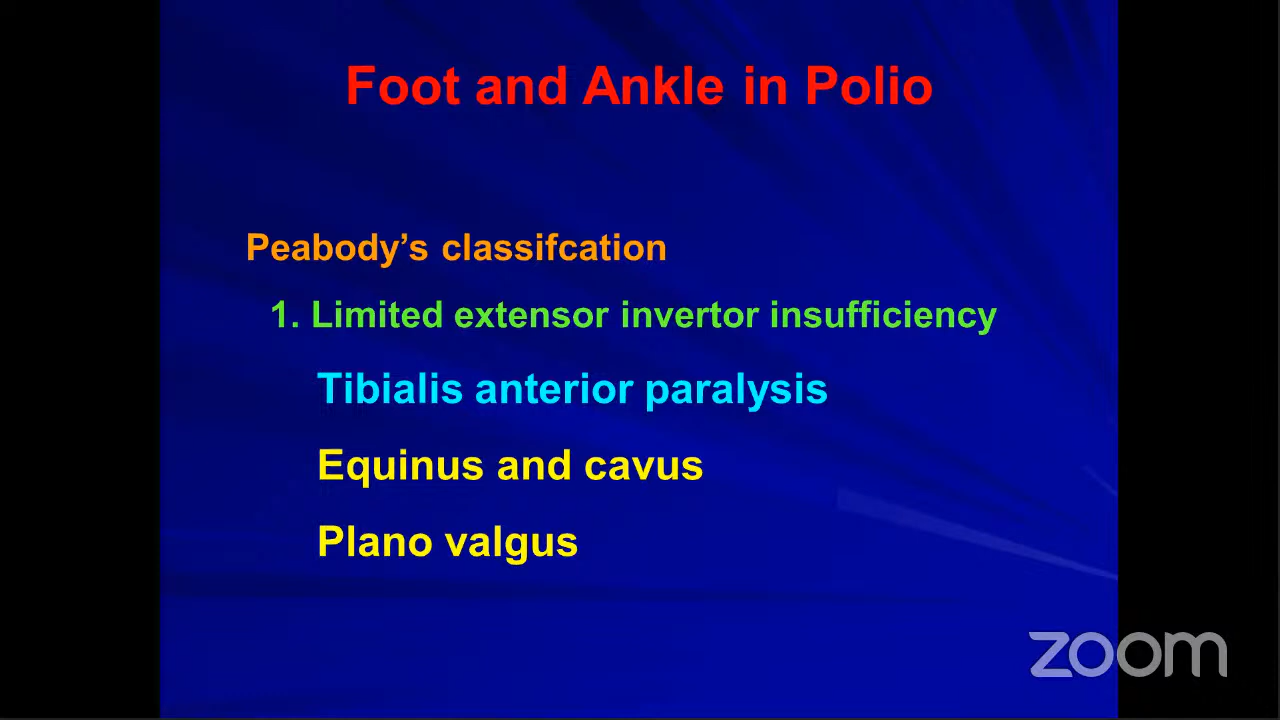 Foot and Ankle in Polio
Peabody’s classifcation
1. Limited extensor invertor insufficiency
Tibialis anterior paralysis
Equinus and cavus
Plano valgus
zoom